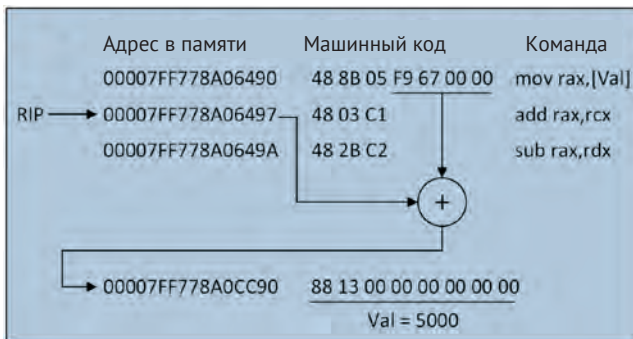 Адрес в памяти Машинный код Команда
00007FF778A06490 48 8B 05 F9 67 00 00 mov rax,[Val]
RIP 00007FF778A06497 48 03 C1 add rax,rcx
00007FF778A0649A 48 2B C2 sub rax,rdx
+
00007FF778A0CC90 88 13 00 00 00 00 00 00
Val = 5000